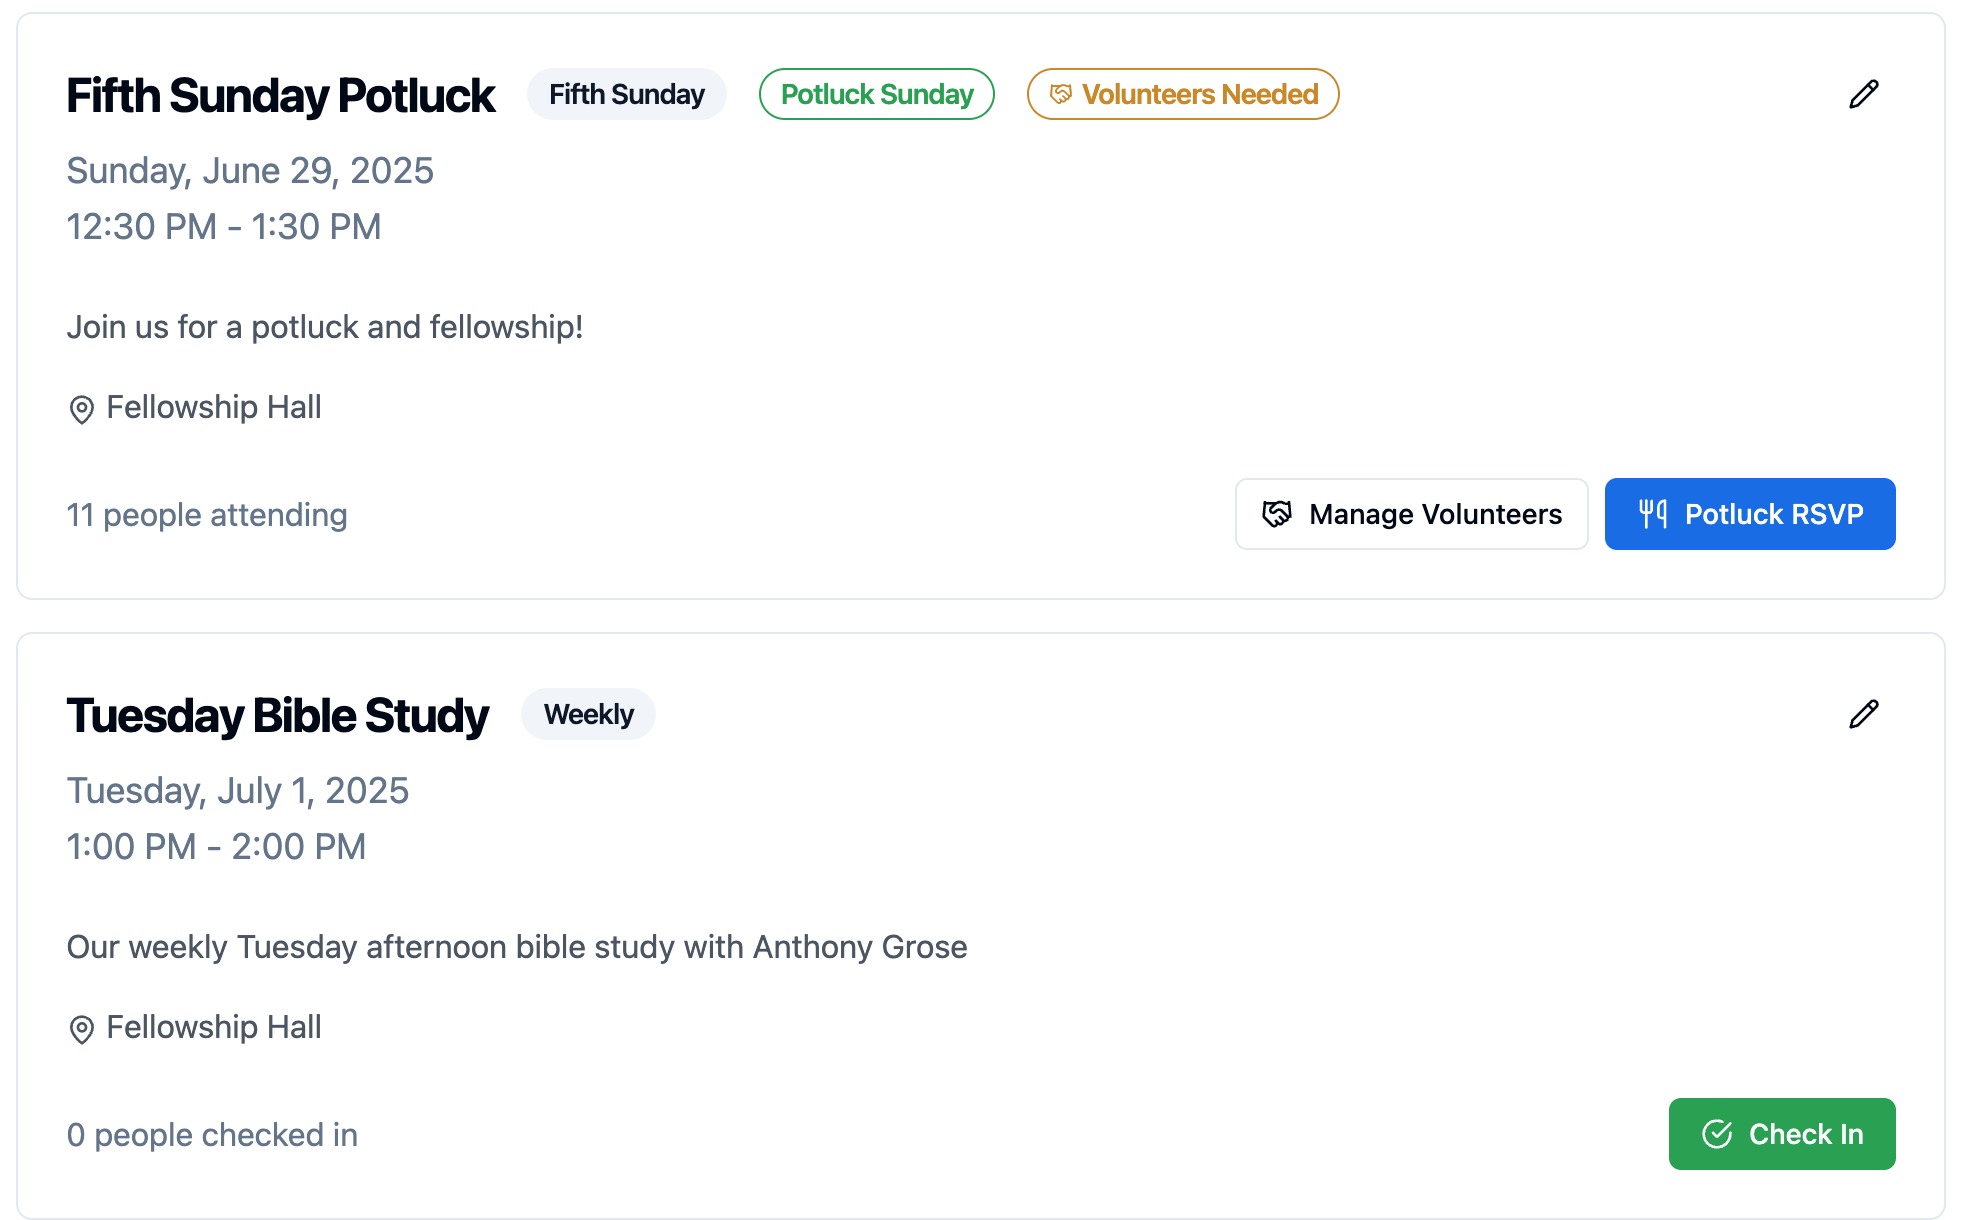 Fifth Sunday Potluck Fifth Sunday Potluck Sunday Volunteers Needed
Sunday, June 29, 2025
12:30 PM - 1:30 PM
Join us for a potluck and fellowship!
Fellowship Hall
11 people attending Manage Volunteers Potluck RSVP
Tuesday Bible Study Weekly
Tuesday, July 1, 2025
1:00 PM - 2:00 PM
Our weekly Tuesday afternoon bible study with Anthony Grose
Fellowship Hall
0 people checked in Check In